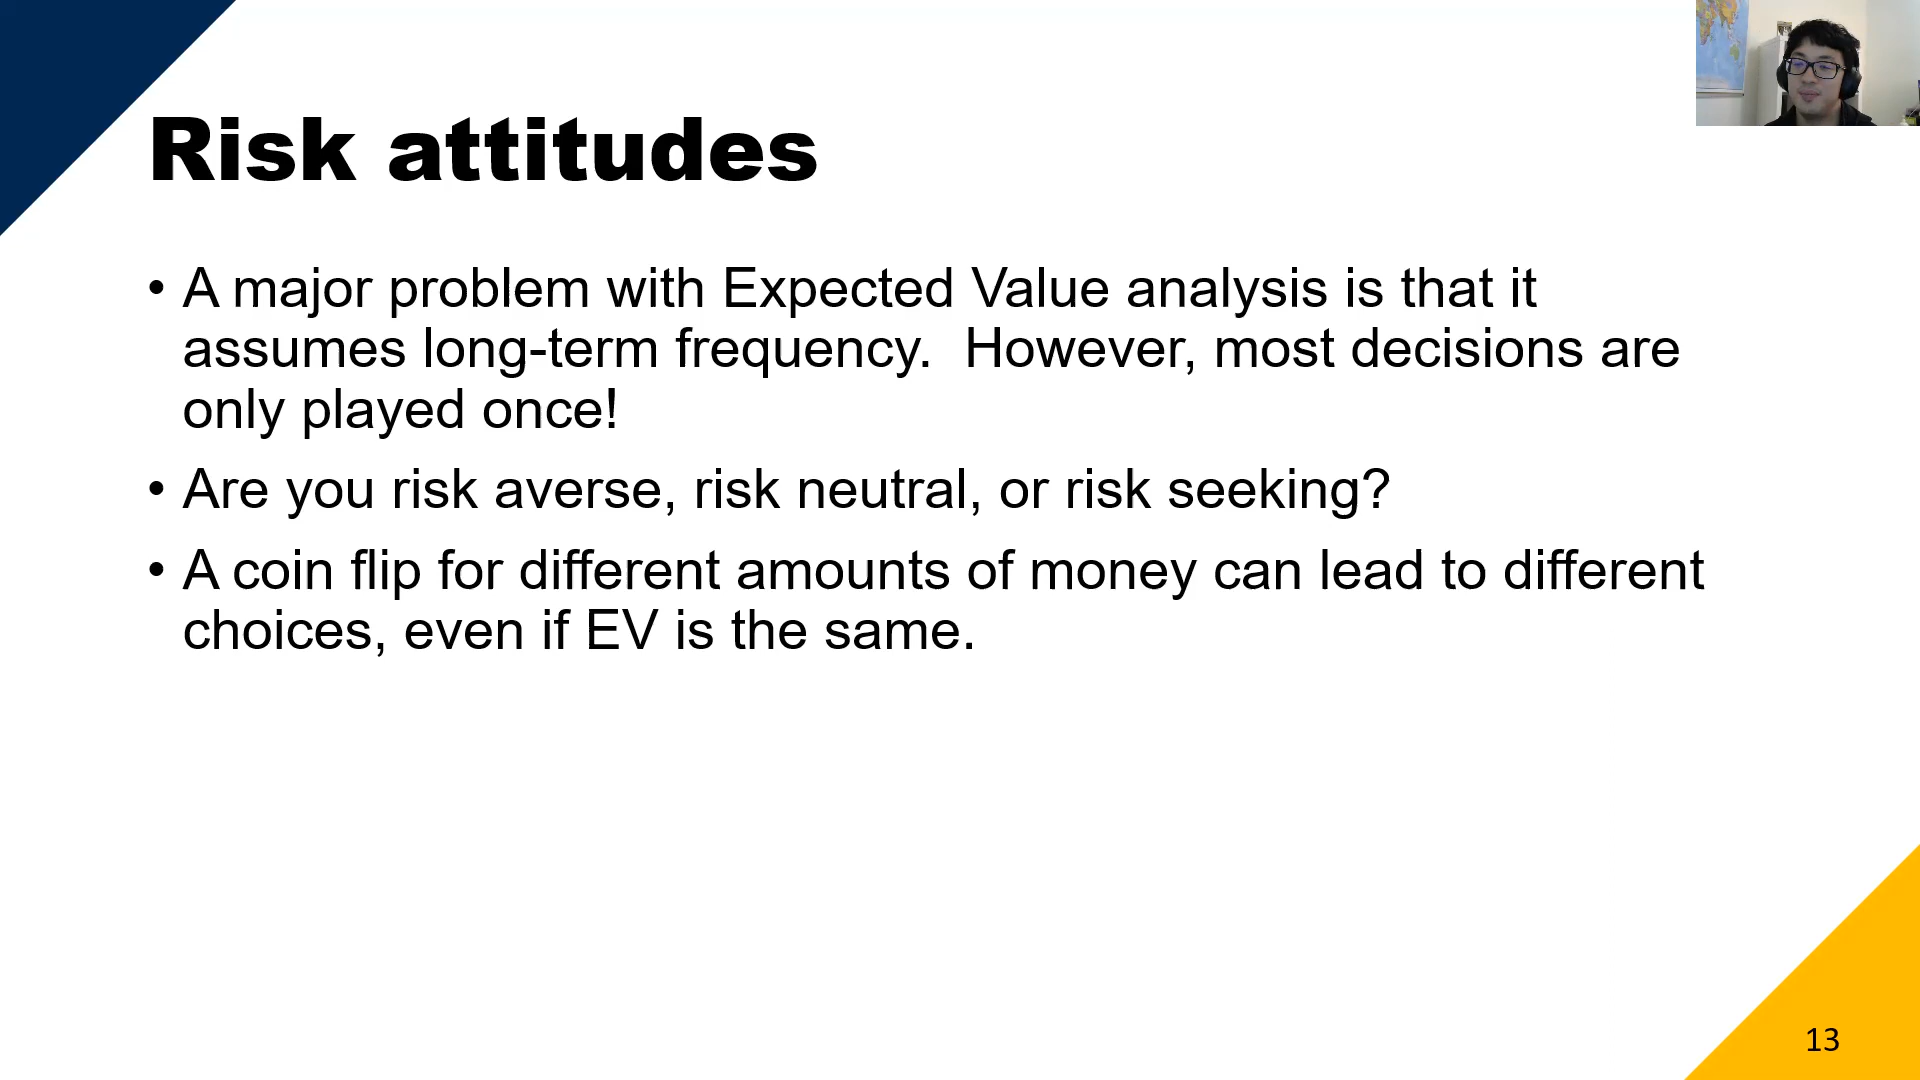 Risk attitudes
• A major problem with Expected Value analysis is that it
assumes long-term frequency.  However, most decisions are
only played once!
• Are you risk averse, risk neutral, or risk seeking?
• A coin flip for different amounts of money can lead to different
choices, even if EV is the same.
13